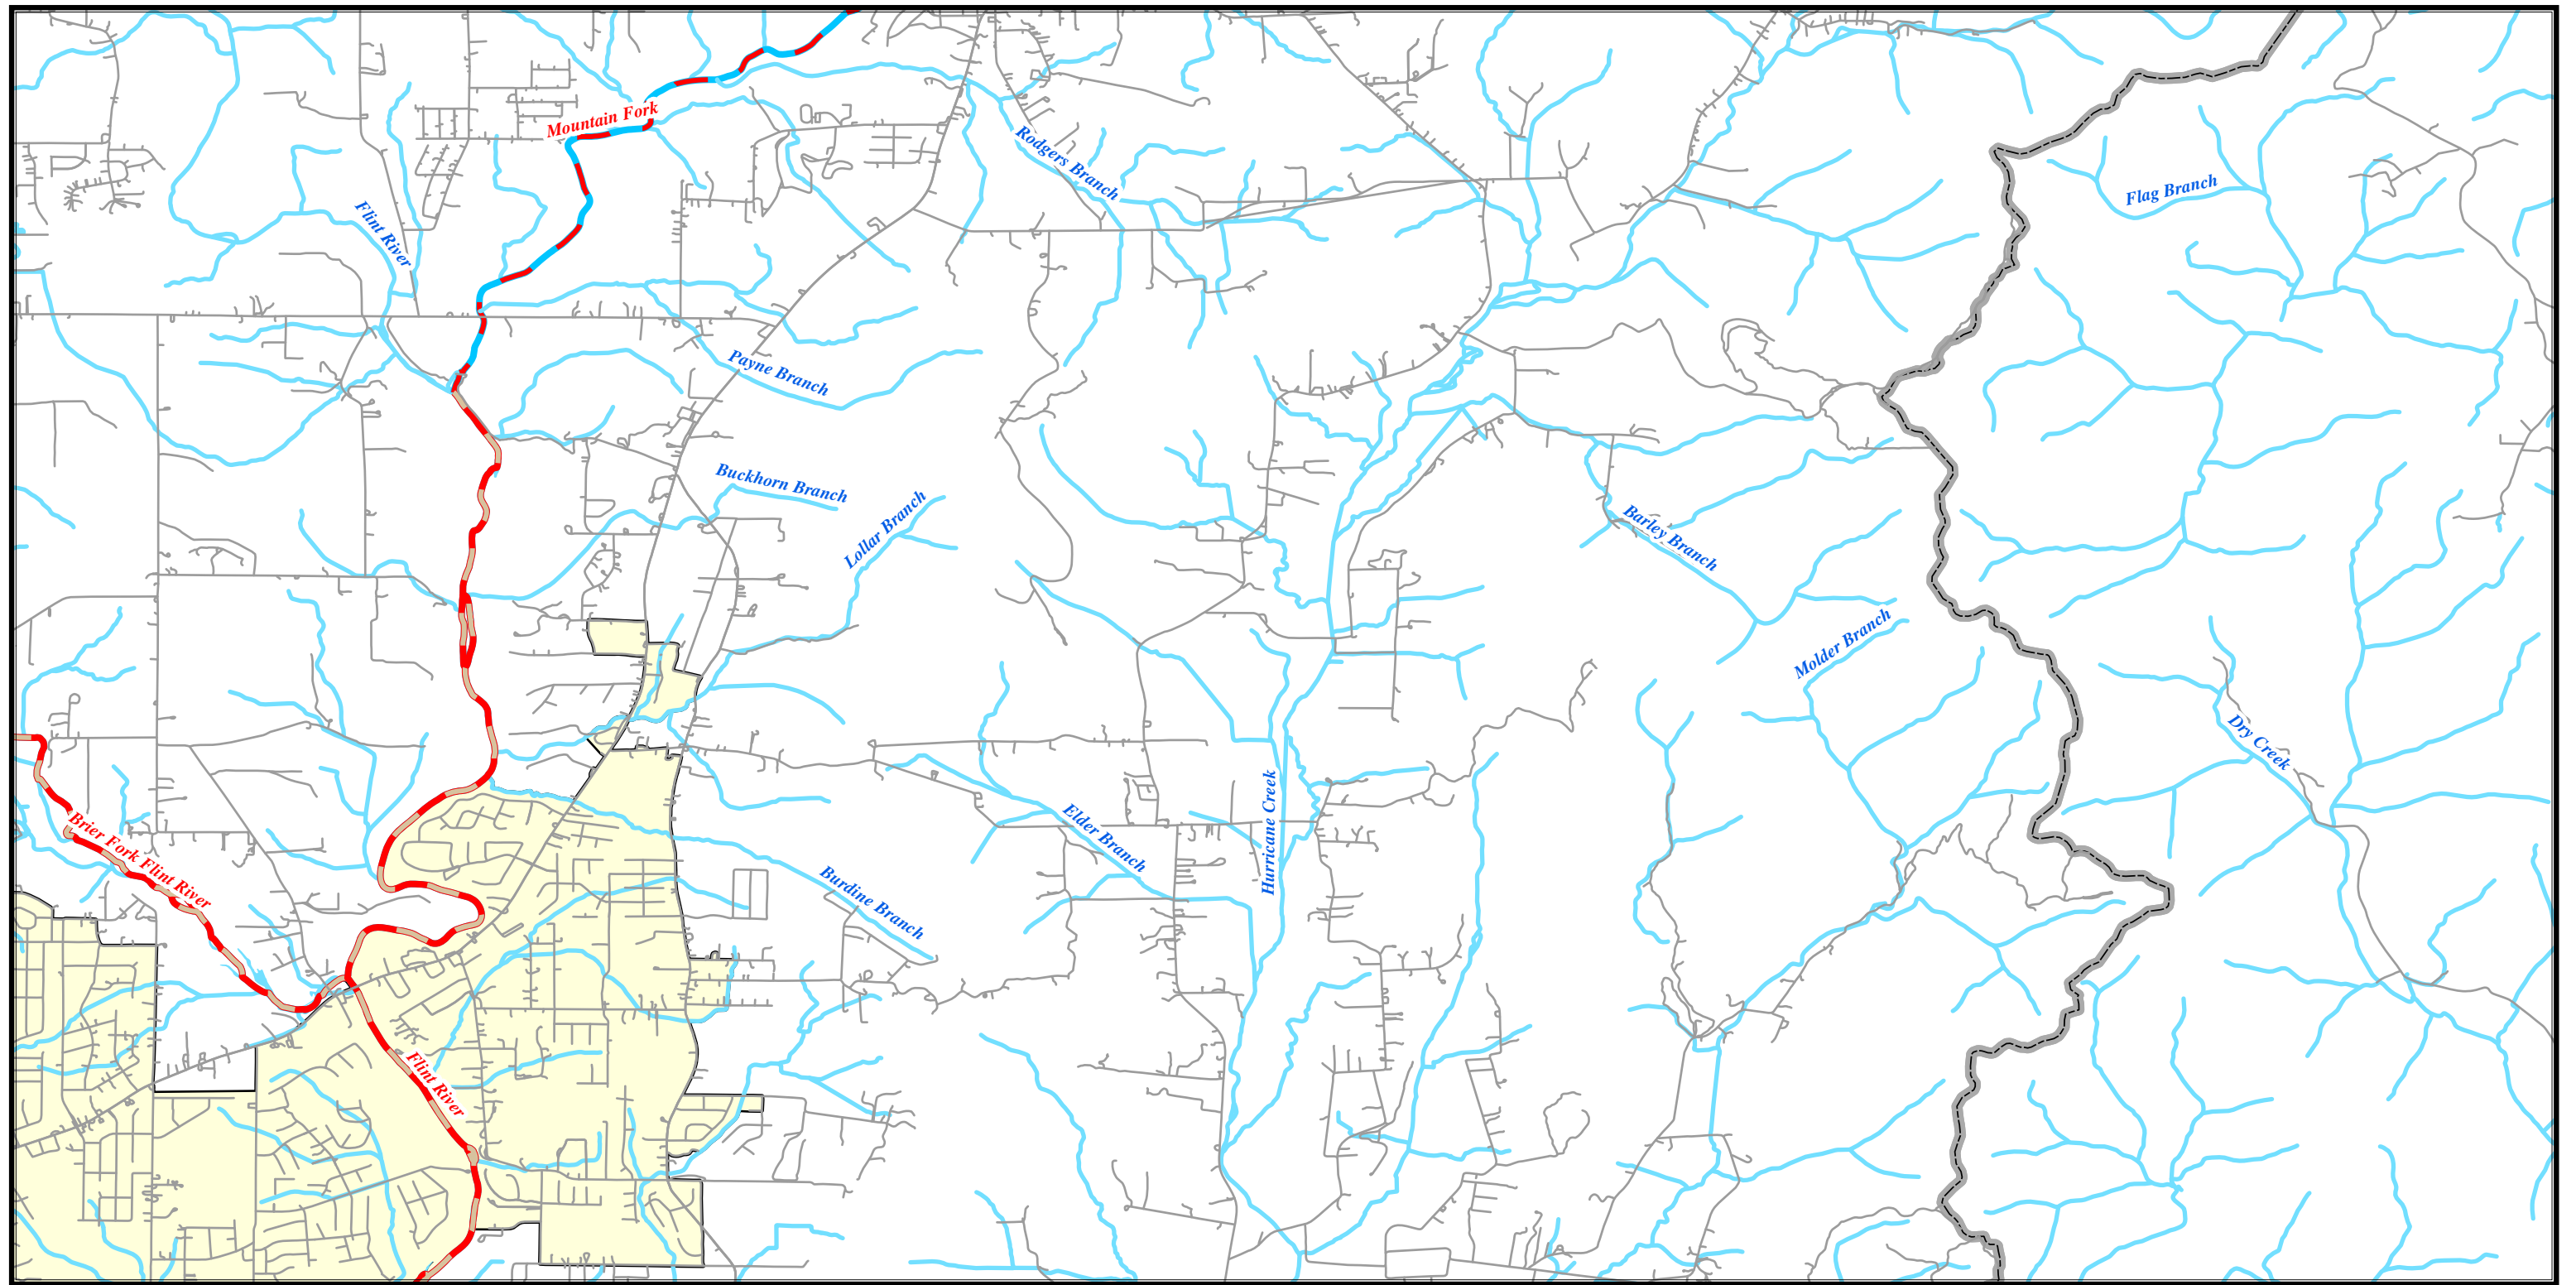 Mountain Fork
Rodgers Branch
Flag Branch
Flint River
Payne Branch
Buckhorn Branch
Lollar Branch
Barley Branch
Molder Branch
Dry Creek
Hurricane Creek
Elder Branch
Brier Fork Flint River
Burdine Branch
Flint River